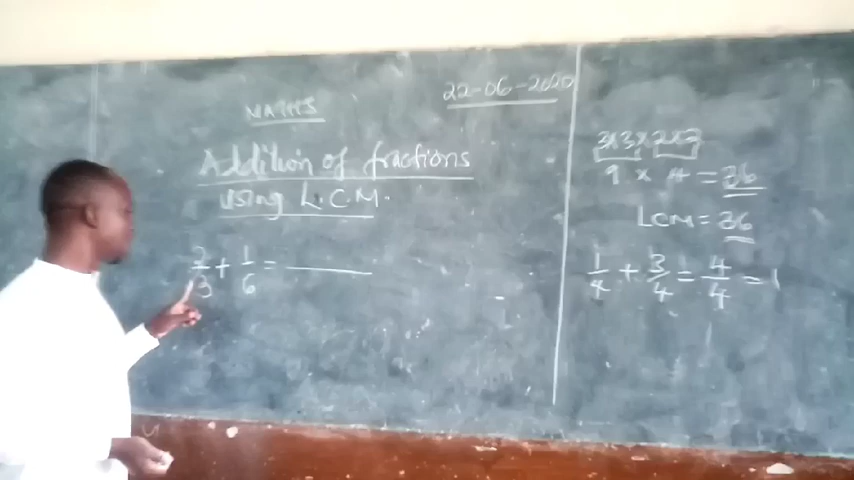 MATHS
22-06-2020
Addition of fractions
using L.C.M.
2/3 + 1/6 =
3x3x2x2
9 x 4 = 36
LCM = 36
1/4 + 3/4 = 4/4 = 1